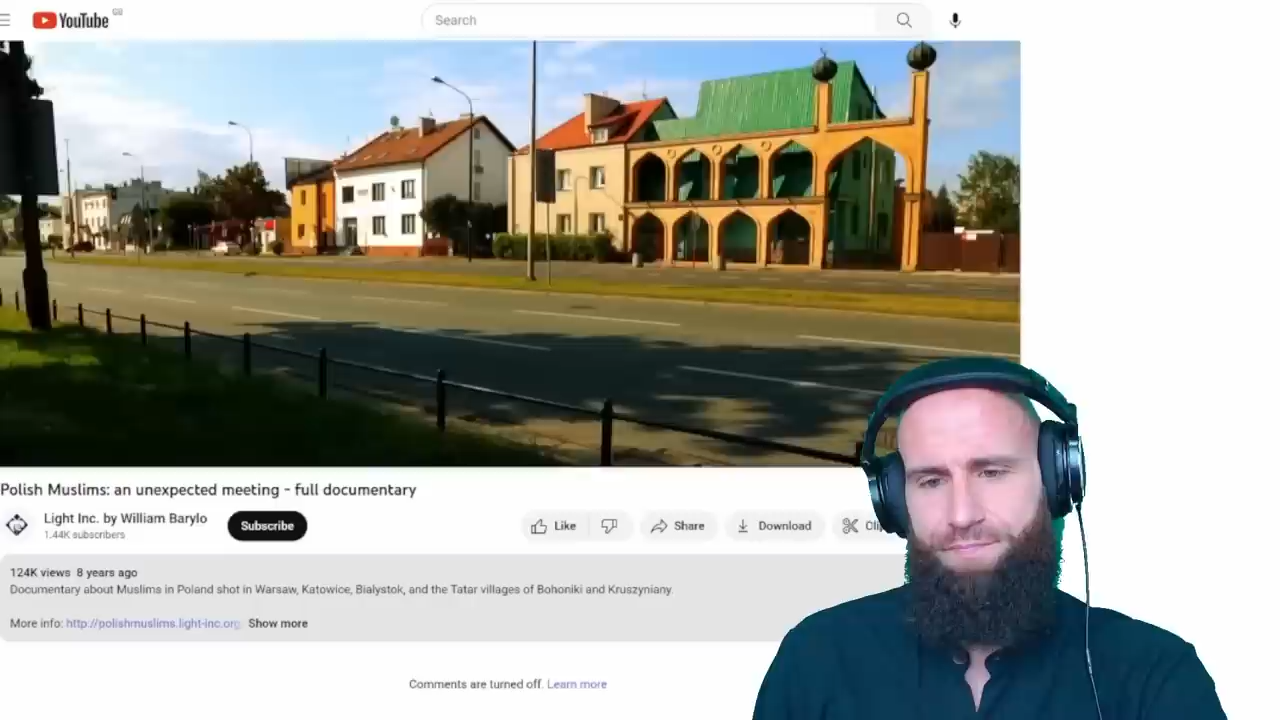 YouTube GB
Search
Polish Muslims: an unexpected meeting - full documentary
Light Inc. by William Barylo
1.44K subscribers
Subscribe
Like
Share
Download
Clip
124K views 8 years ago
Documentary about Muslims in Poland shot in Warsaw, Katowice, Białystok, and the Tatar villages of Bohoniki and Kruszyniany.
More info: http://polishmuslims.light-inc.org Show more
Comments are turned off. Learn more